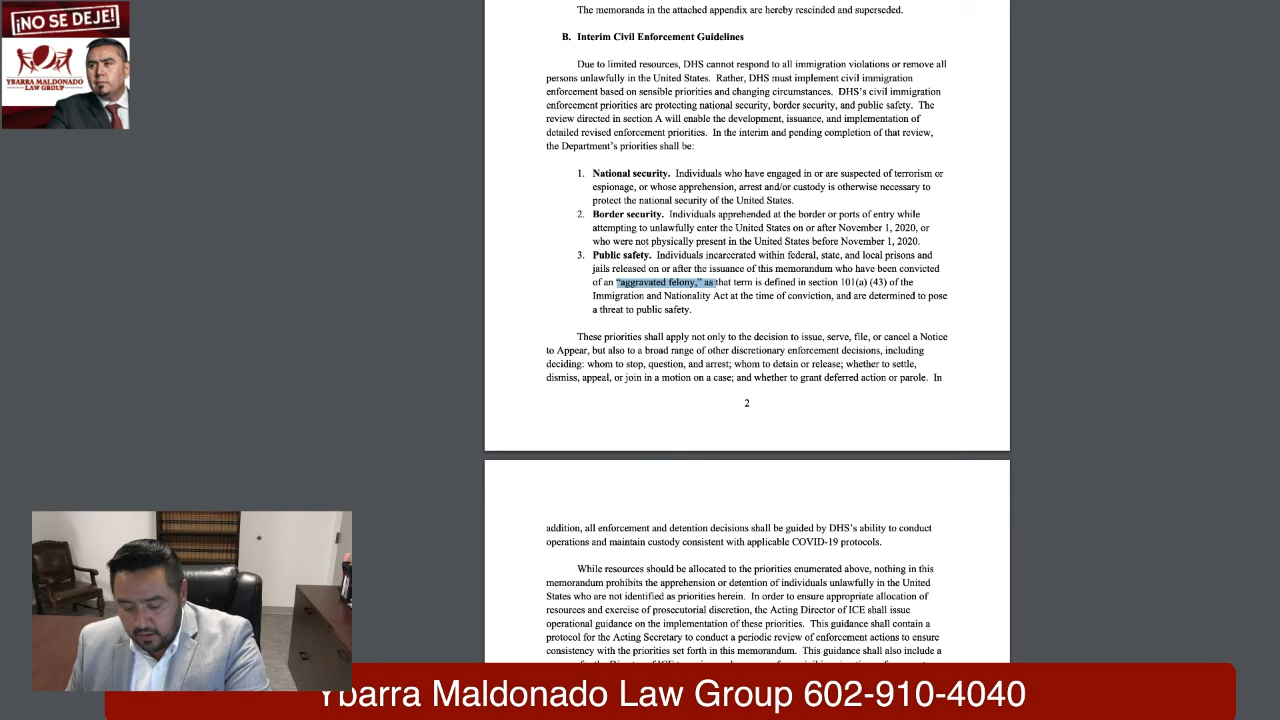 ¡NO SE DEJE!
YBARRA MALDONADO
LAW GROUP
The memoranda in the attached appendix are hereby rescinded and superseded.
B. Interim Civil Enforcement Guidelines
Due to limited resources, DHS cannot respond to all immigration violations or remove all
persons unlawfully in the United States. Rather, DHS must implement civil immigration
enforcement based on sensible priorities and changing circumstances. DHS's civil immigration
enforcement priorities are protecting national security, border security, and public safety. The
review directed in section A will enable the development, issuance, and implementation of
detailed revised enforcement priorities. In the interim and pending completion of that review,
the Department's priorities shall be:
1. National security. Individuals who have engaged in or are suspected of terrorism or
espionage, or whose apprehension, arrest and/or custody is otherwise necessary to
protect the national security of the United States.
2. Border security. Individuals apprehended at the border or ports of entry while
attempting to unlawfully enter the United States on or after November 1, 2020, or
who were not physically present in the United States before November 1, 2020.
3. Public safety. Individuals incarcerated within federal, state, and local prisons and
jails released on or after the issuance of this memorandum who have been convicted
of an “aggravated felony,” as that term is defined in section 101(a) (43) of the
Immigration and Nationality Act at the time of conviction, and are determined to pose
a threat to public safety.
These priorities shall apply not only to the decision to issue, serve, file, or cancel a Notice
to Appear, but also to a broad range of other discretionary enforcement decisions, including
deciding: whom to stop, question, and arrest; whom to detain or release; whether to settle,
dismiss, appeal, or join in a motion on a case; and whether to grant deferred action or parole. In
2
addition, all enforcement and detention decisions shall be guided by DHS's ability to conduct
operations and maintain custody consistent with applicable COVID-19 protocols.
While resources should be allocated to the priorities enumerated above, nothing in this
memorandum prohibits the apprehension or detention of individuals unlawfully in the United
States who are not identified as priorities herein. In order to ensure appropriate allocation of
resources and exercise of prosecutorial discretion, the Acting Director of ICE shall issue
operational guidance on the implementation of these priorities. This guidance shall contain a
protocol for the Acting Secretary to conduct a periodic review of enforcement actions to ensure
consistency with the priorities set forth in this memorandum. This guidance shall also include a
Ybarra Maldonado Law Group 602-910-4040